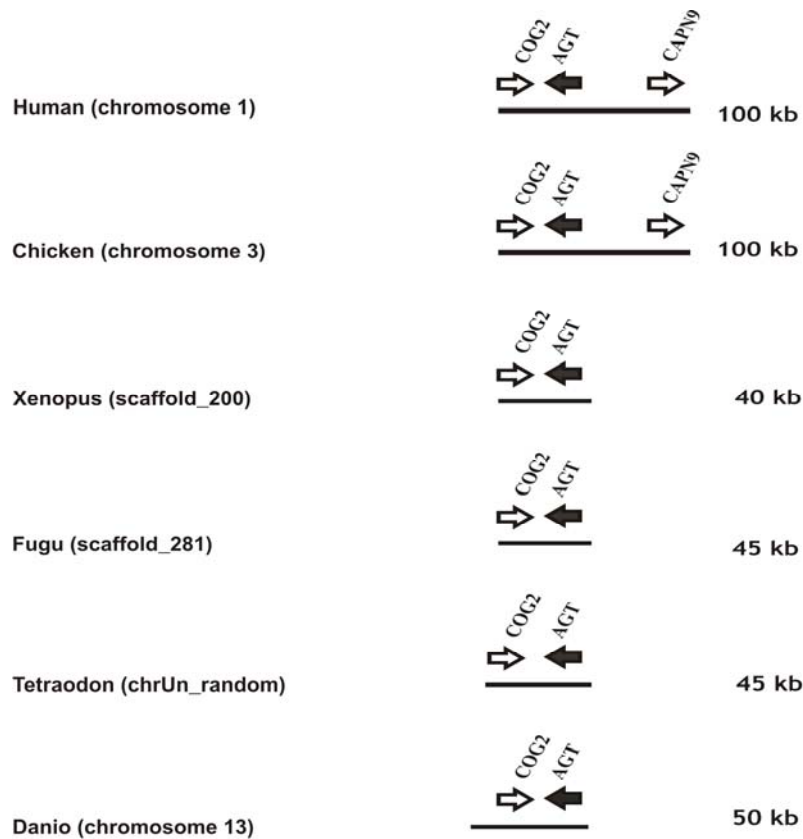 COG2 AGT CAPN9
Human (chromosome 1) 100 kb
COG2 AGT CAPN9
Chicken (chromosome 3) 100 kb
COG2 AGT
Xenopus (scaffold_200) 40 kb
COG2 AGT
Fugu (scaffold_281) 45 kb
COG2 AGT
Tetraodon (chrUn_random) 45 kb
COG2 AGT
Danio (chromosome 13) 50 kb